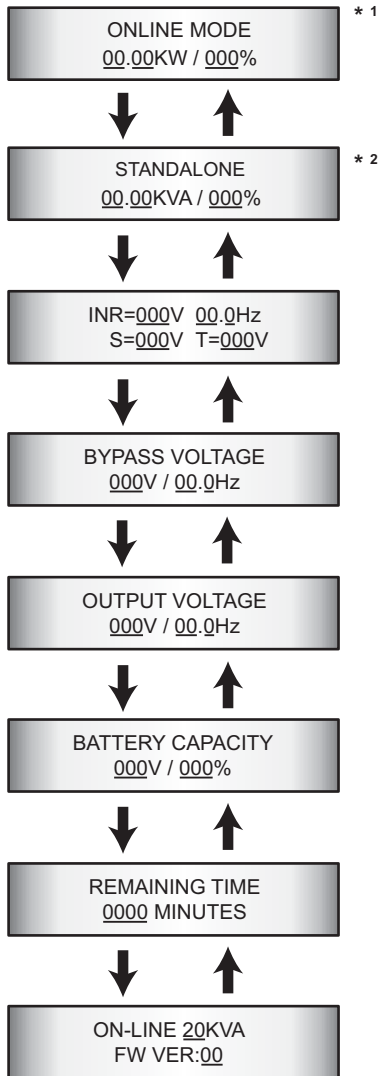 ONLINE MODE
00.00KW / 000%
* 1
STANDALONE
00.00KVA / 000%
* 2
INR=000V 00.0Hz
S=000V T=000V
BYPASS VOLTAGE
000V / 00.0Hz
OUTPUT VOLTAGE
000V / 00.0Hz
BATTERY CAPACITY
000V / 000%
REMAINING TIME
0000 MINUTES
ON-LINE 20KVA
FW VER:00